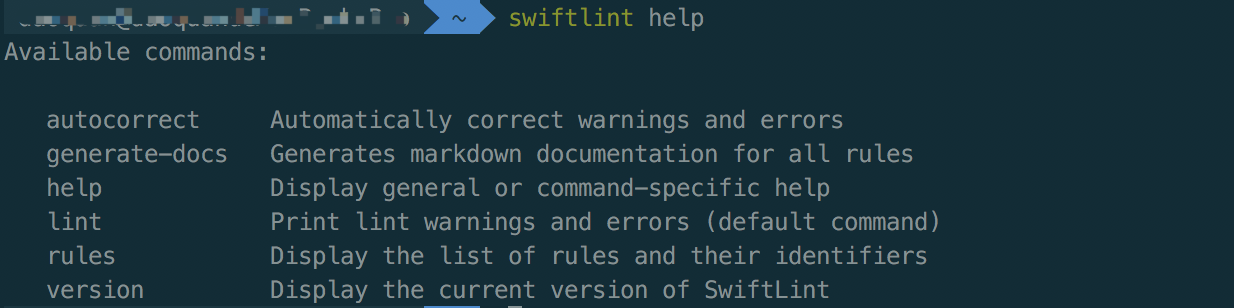 ~ swiftlint help
Available commands:
autocorrect Automatically correct warnings and errors
generate-docs Generates markdown documentation for all rules
help Display general or command-specific help
lint Print lint warnings and errors (default command)
rules Display the list of rules and their identifiers
version Display the current version of SwiftLint